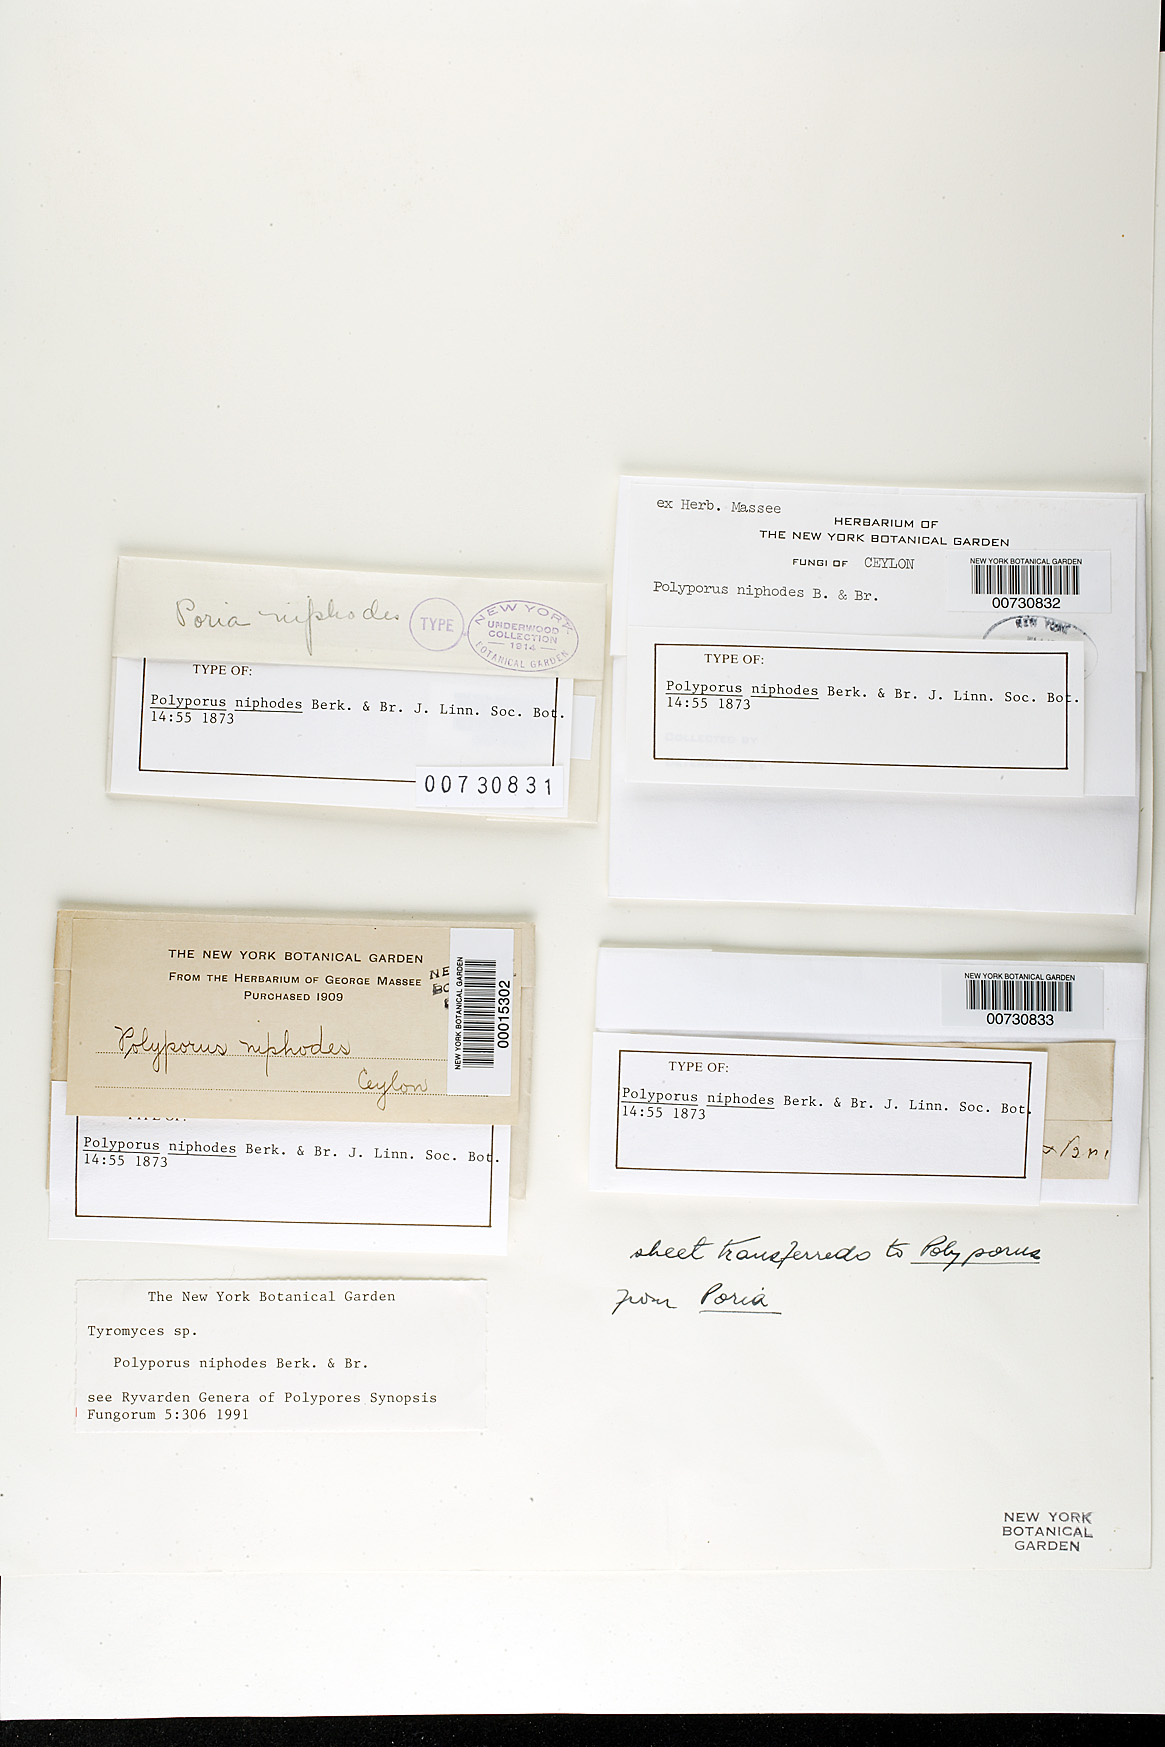 Poria niphodes
TYPE
NEW YORK
UNDERWOOD
COLLECTION
1914
BOTANICAL GARDEN
TYPE OF:
Polyporus niphodes Berk. & Br. J. Linn. Soc. Bot.
14:55 1873
00730831
ex Herb. Massee
HERBARIUM OF
THE NEW YORK BOTANICAL GARDEN
FUNGI OF CEYLON
Polyporus niphodes B. & Br.
NEW YORK BOTANICAL GARDEN
00730832
NEW YORK
TYPE OF:
Polyporus niphodes Berk. & Br. J. Linn. Soc. Bot.
14:55 1873
THE NEW YORK BOTANICAL GARDEN
FROM THE HERBARIUM OF GEORGE MASSEE
PURCHASED 1909
Polyporus niphodes
Ceylon
NEW YORK BOTANICAL GARDEN
00015302
TYPE OF:
Polyporus niphodes Berk. & Br. J. Linn. Soc. Bot.
14:55 1873
NEW YORK BOTANICAL GARDEN
00730833
TYPE OF:
Polyporus niphodes Berk. & Br. J. Linn. Soc. Bot.
14:55 1873
sheet transferred to Polyporus
from Poria
The New York Botanical Garden
Tyromyces sp.
Polyporus niphodes Berk. & Br.
see Ryvarden Genera of Polypores Synopsis
Fungorum 5:306 1991
NEW YORK
BOTANICAL
GARDEN